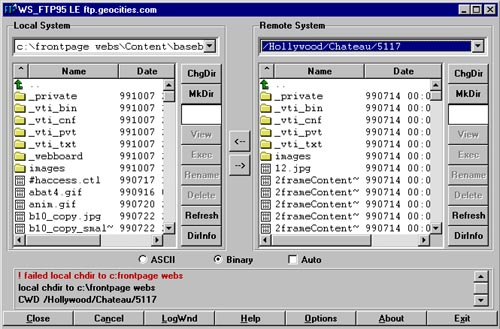 WS_FTP95 LE ftp.geocities.com
Local System
c:\frontpage webs\Content\baseb
^ Name Date
..
_private 991007
_vti_bin 991007
_vti_cnf 991007
_vti_pvt 991007
_vti_txt 991007
_webboard 991007
images 991007
#haccess.ctl 990717
abat4.gif 990916
anim.gif 990720
b10_copy.jpg 990722
b10_copy_smal~ 990722
ChgDir
MkDir
View
Exec
Rename
Delete
Refresh
DirInfo
<--
-->
Remote System
/Hollywood/Chateau/5117
^ Name Date
..
_private 990714 00:0
_vti_bin 990714 00:0
_vti_cnf 990714 00:0
_vti_pvt 990714 00:0
_vti_txt 990714 00:0
images 990714 00:0
12.jpg 990714 00:0
2frameContent~ 990714 00:0
2frameContent~ 990714 00:0
2frameContent~ 990714 00:0
2frameContent~ 990714 00:0
ChgDir
MkDir
View
Exec
Rename
Delete
Refresh
DirInfo
ASCII Binary Auto
! failed local chdir to c:frontpage webs
local chdir to c:\frontpage webs
CWD /Hollywood/Chateau/5117
Close Cancel LogWnd Help Options About Exit